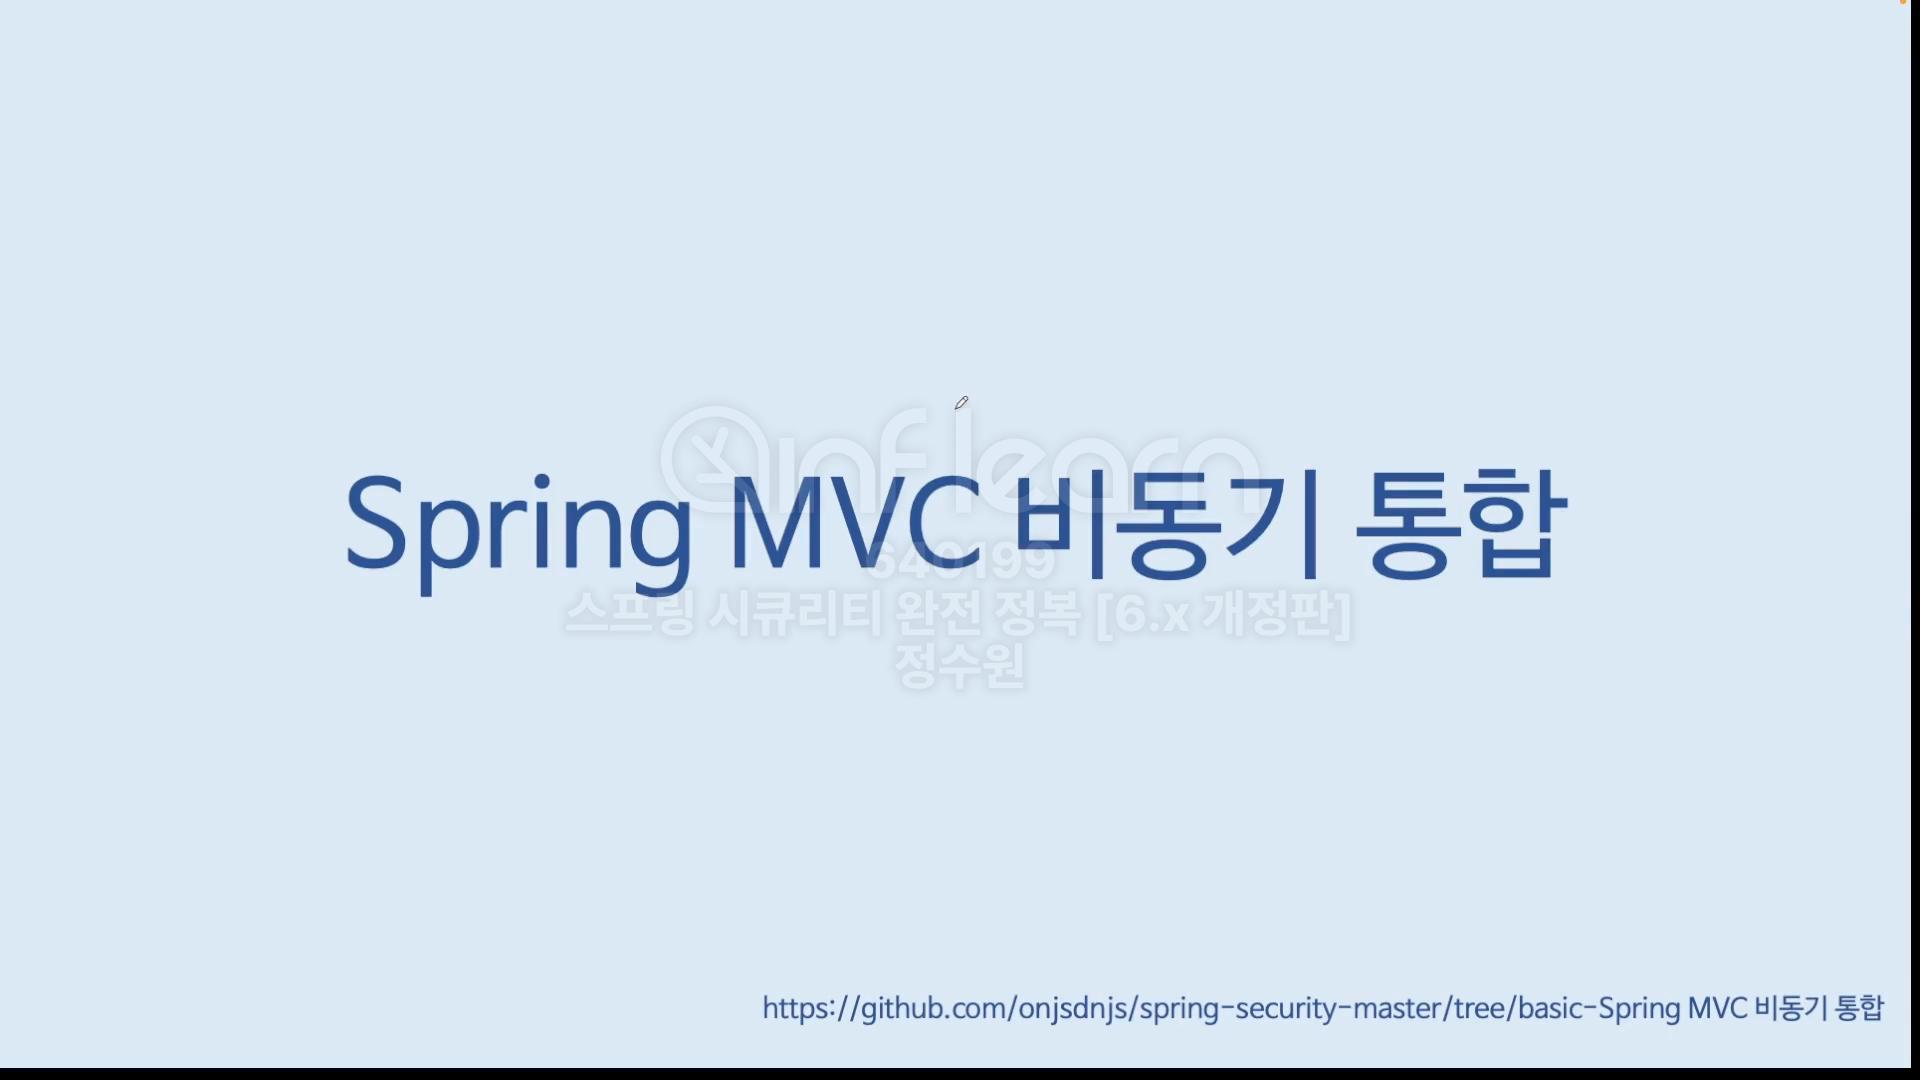 inflearn
Spring MVC 비동기 통합
640199
스프링 시큐리티 완전 정복 [6.x 개정판]
정수원
https://github.com/onjsdnjs/spring-security-master/tree/basic-Spring MVC 비동기 통합